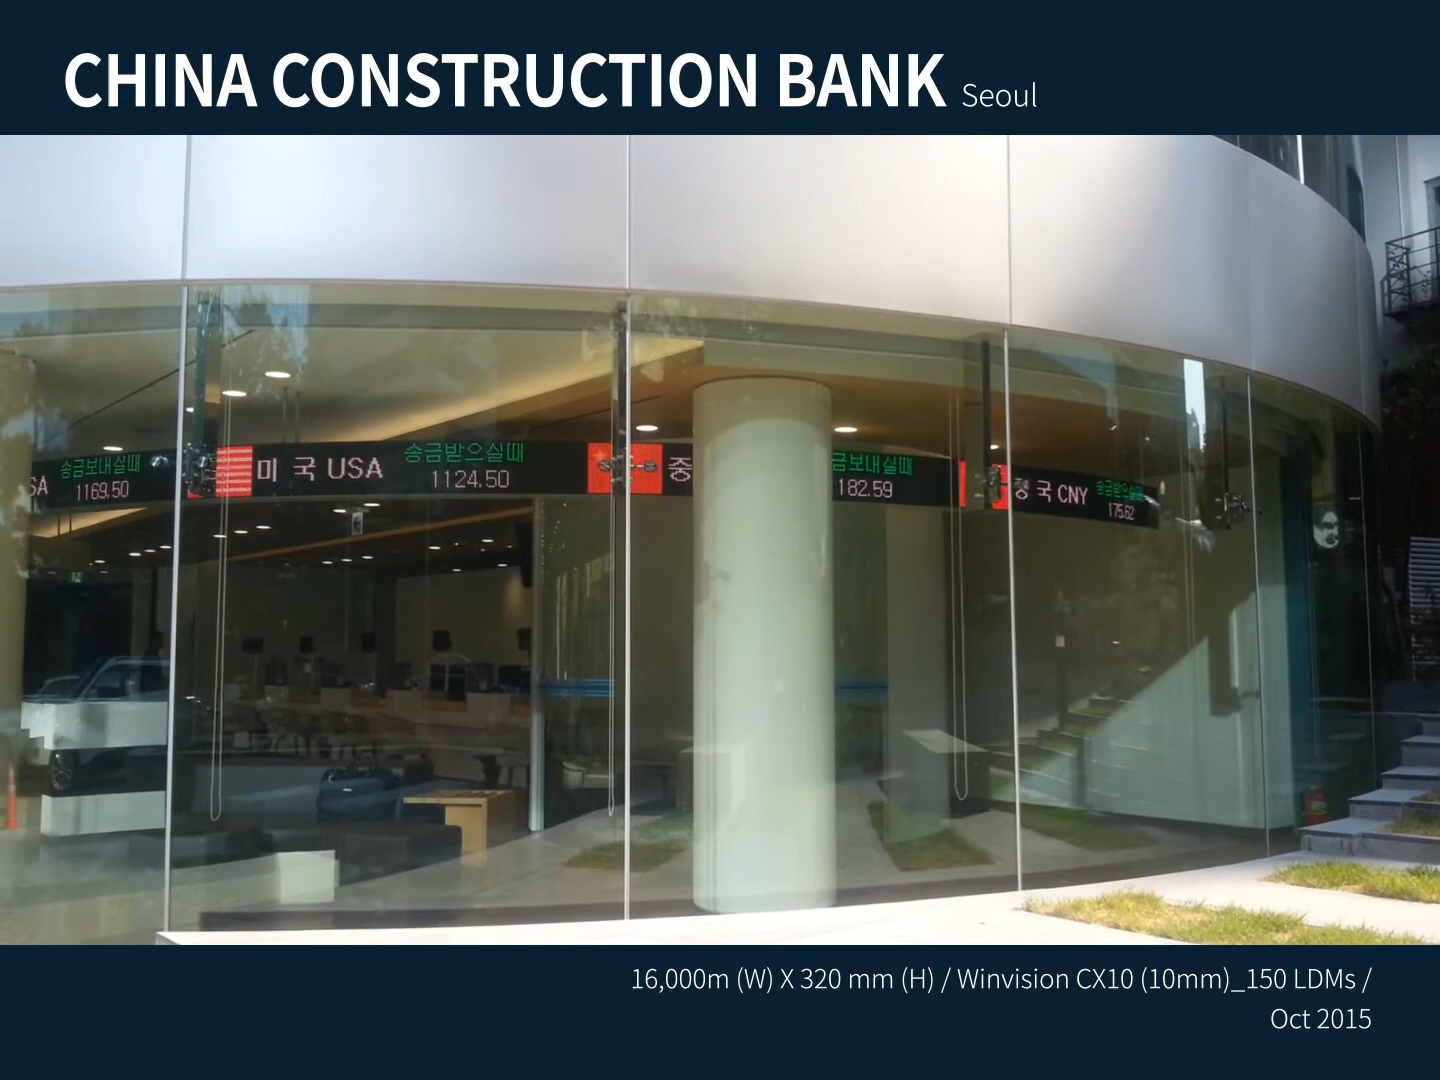 CHINA CONSTRUCTION BANK Seoul
SA 송금보내실때 1169.50
미 국 USA 송금받으실때 1124.50
중 금보내실때 182.59
국 CNY 송금받으실때 175.62
16,000m (W) X 320 mm (H) / Winvision CX10 (10mm)_150 LDMs /
Oct 2015